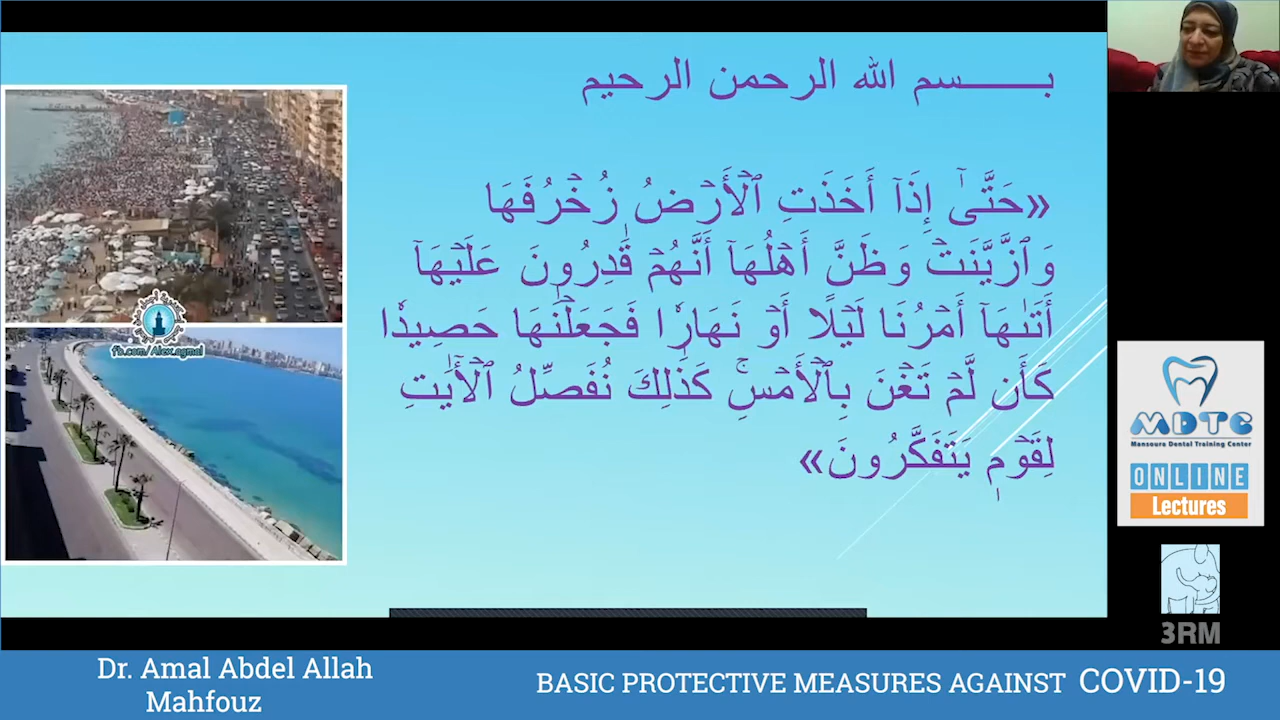 بـــــــسم الله الرحمن الرحيم
«حَتَّىٰٓ إِذَآ أَخَذَتِ ٱلۡأَرۡضُ زُخۡرُفَهَا
وَٱزَّيَّنَتۡ وَظَنَّ أَهۡلُهَآ أَنَّهُمۡ قَٰدِرُونَ عَلَيۡهَآ
أَتَىٰهَآ أَمۡرُنَا لَيۡلًا أَوۡ نَهَارٗا فَجَعَلۡنَٰهَا حَصِيدٗا
كَأَن لَّمۡ تَغۡنَ بِٱلۡأَمۡسِۚ كَذَٰلِكَ نُفَصِّلُ ٱلۡأٓيَٰتِ
لِقَوۡمٖ يَتَفَكَّرُونَ»
fb.com/Alex.agmal
MDTC
Mansoura Dental Training Center
ONLINE
Lectures
3RM
Dr. Amal Abdel Allah
Mahfouz
BASIC PROTECTIVE MEASURES AGAINST COVID-19